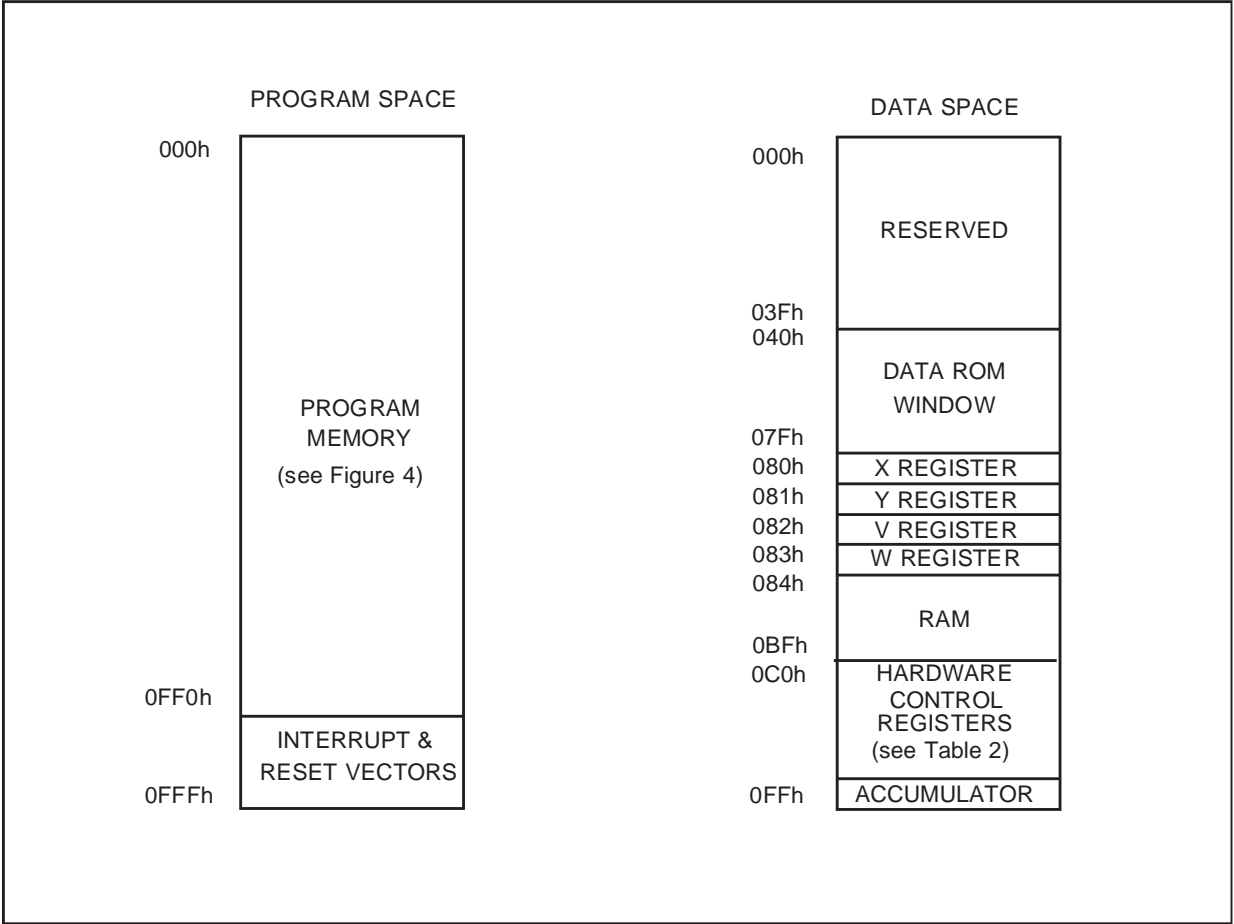 PROGRAM SPACE
000h
PROGRAM
MEMORY
(see Figure 4)
0FF0h
INTERRUPT &
RESET VECTORS
0FFFh
DATA SPACE
000h
RESERVED
03Fh
040h
DATA ROM
WINDOW
07Fh
080h X REGISTER
081h Y REGISTER
082h V REGISTER
083h W REGISTER
084h
RAM
0BFh
0C0h HARDWARE
CONTROL
REGISTERS
(see Table 2)
0FFh ACCUMULATOR